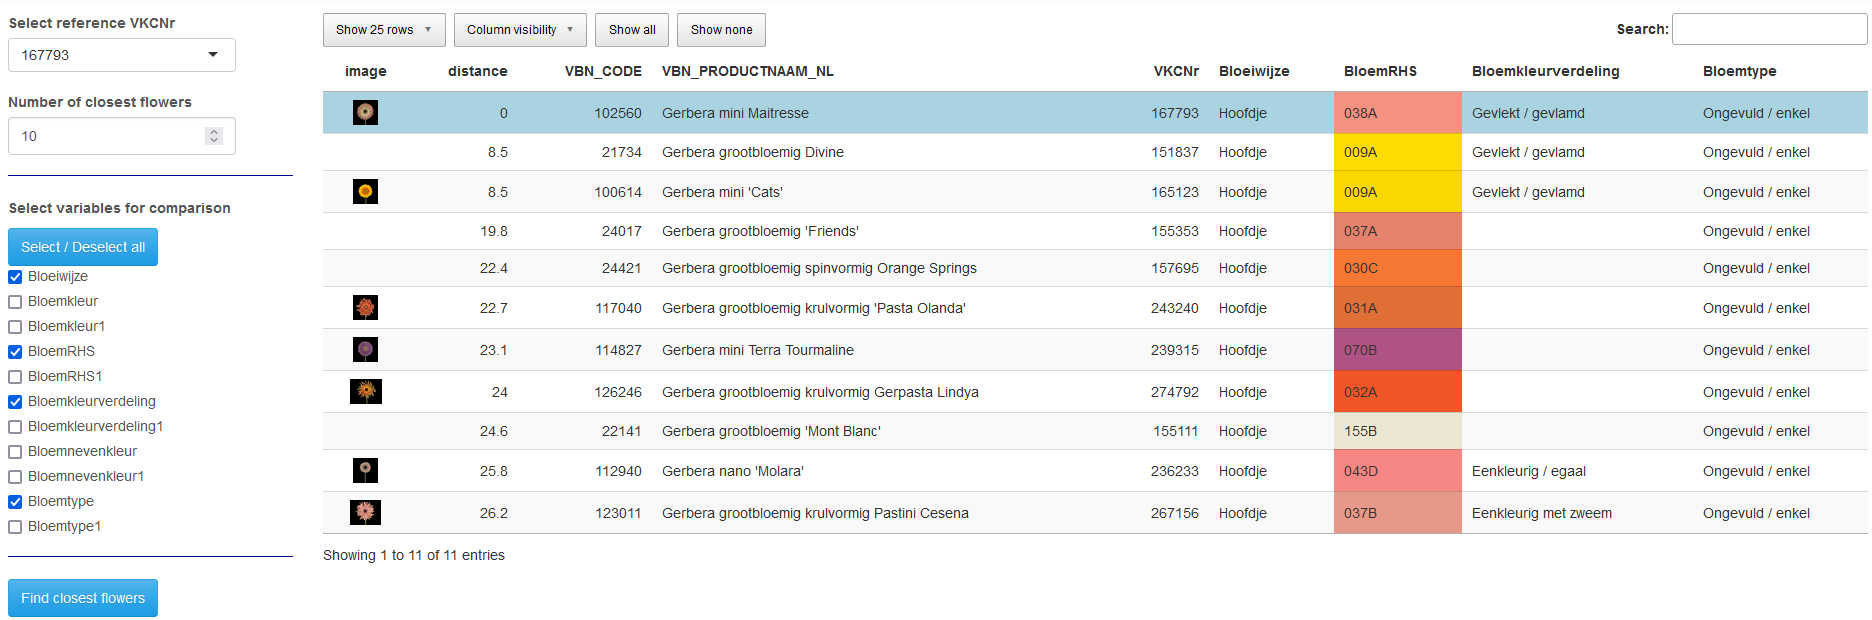 Select reference VKCNr
167793
Number of closest flowers
10
Select variables for comparison
Select / Deselect all
Bloeiwijze
Bloemkleur
Bloemkleur1
BloemRHS
BloemRHS1
Bloemkleurverdeling
Bloemkleurverdeling1
Bloemnevenkleur
Bloemnevenkleur1
Bloemtype
Bloemtype1
Find closest flowers
Show 25 rows Column visibility Show all Show none Search:
image distance VBN_CODE VBN_PRODUCTNAAM_NL VKCNr Bloeiwijze BloemRHS Bloemkleurverdeling Bloemtype
0 102560 Gerbera mini Maitresse 167793 Hoofdje 038A Gevlekt / gevlamd Ongevuld / enkel
8.5 21734 Gerbera grootbloemig Divine 151837 Hoofdje 009A Gevlekt / gevlamd Ongevuld / enkel
8.5 100614 Gerbera mini 'Cats' 165123 Hoofdje 009A Gevlekt / gevlamd Ongevuld / enkel
19.8 24017 Gerbera grootbloemig 'Friends' 155353 Hoofdje 037A Ongevuld / enkel
22.4 24421 Gerbera grootbloemig spinvormig Orange Springs 157695 Hoofdje 030C Ongevuld / enkel
22.7 117040 Gerbera grootbloemig krulvormig 'Pasta Olanda' 243240 Hoofdje 031A Ongevuld / enkel
23.1 114827 Gerbera mini Terra Tourmaline 239315 Hoofdje 070B Ongevuld / enkel
24 126246 Gerbera grootbloemig krulvormig Gerpasta Lindya 274792 Hoofdje 032A Ongevuld / enkel
24.6 22141 Gerbera grootbloemig 'Mont Blanc' 155111 Hoofdje 155B Ongevuld / enkel
25.8 112940 Gerbera nano 'Molara' 236233 Hoofdje 043D Eenkleurig / egaal Ongevuld / enkel
26.2 123011 Gerbera grootbloemig krulvormig Pastini Cesena 267156 Hoofdje 037B Eenkleurig met zweem Ongevuld / enkel
Showing 1 to 11 of 11 entries